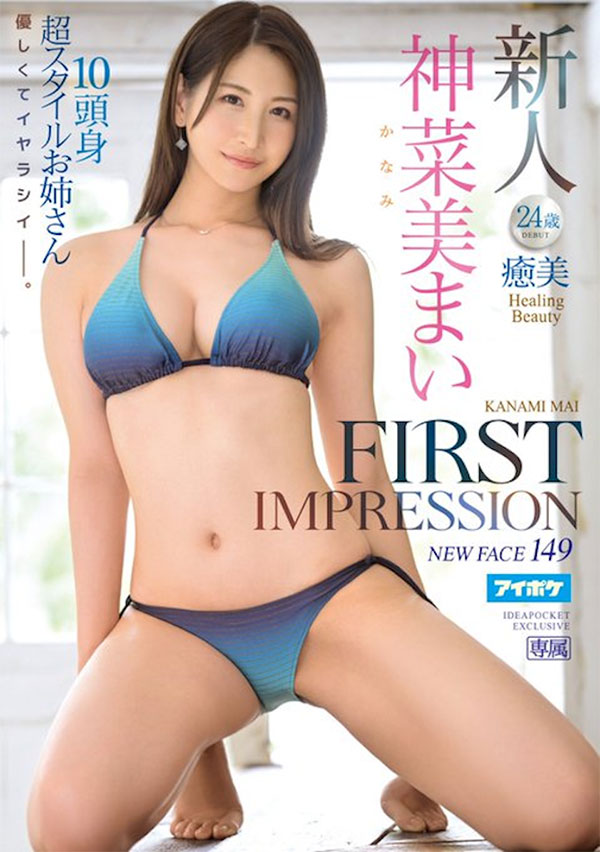 新人
神菜美まい
かなみ
24歳
DEBUT
癒美
Healing
Beauty
10頭身
超スタイルお姉さん
優しくてイヤラシイ――。
KANAMI MAI
FIRST
IMPRESSION
NEW FACE 149
アイポケ
IDEAPOCKET
EXCLUSIVE
専属